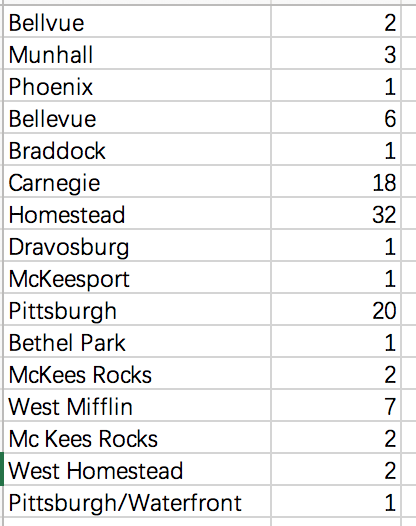 Bellvue 2
Munhall 3
Phoenix 1
Bellevue 6
Braddock 1
Carnegie 18
Homestead 32
Dravosburg 1
McKeesport 1
Pittsburgh 20
Bethel Park 1
McKees Rocks 2
West Mifflin 7
Mc Kees Rocks 2
West Homestead 2
Pittsburgh/Waterfront 1